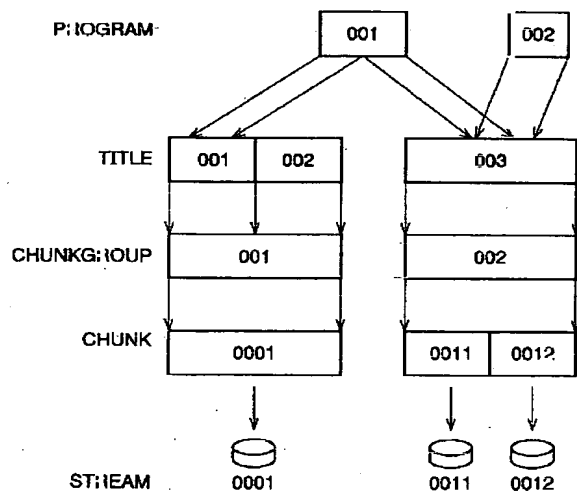 PROGRAM 001 002
TITLE 001 002 003
CHUNKGROUP 001 002
CHUNK 0001 0011 0012
STREAM 0001 0011 0012